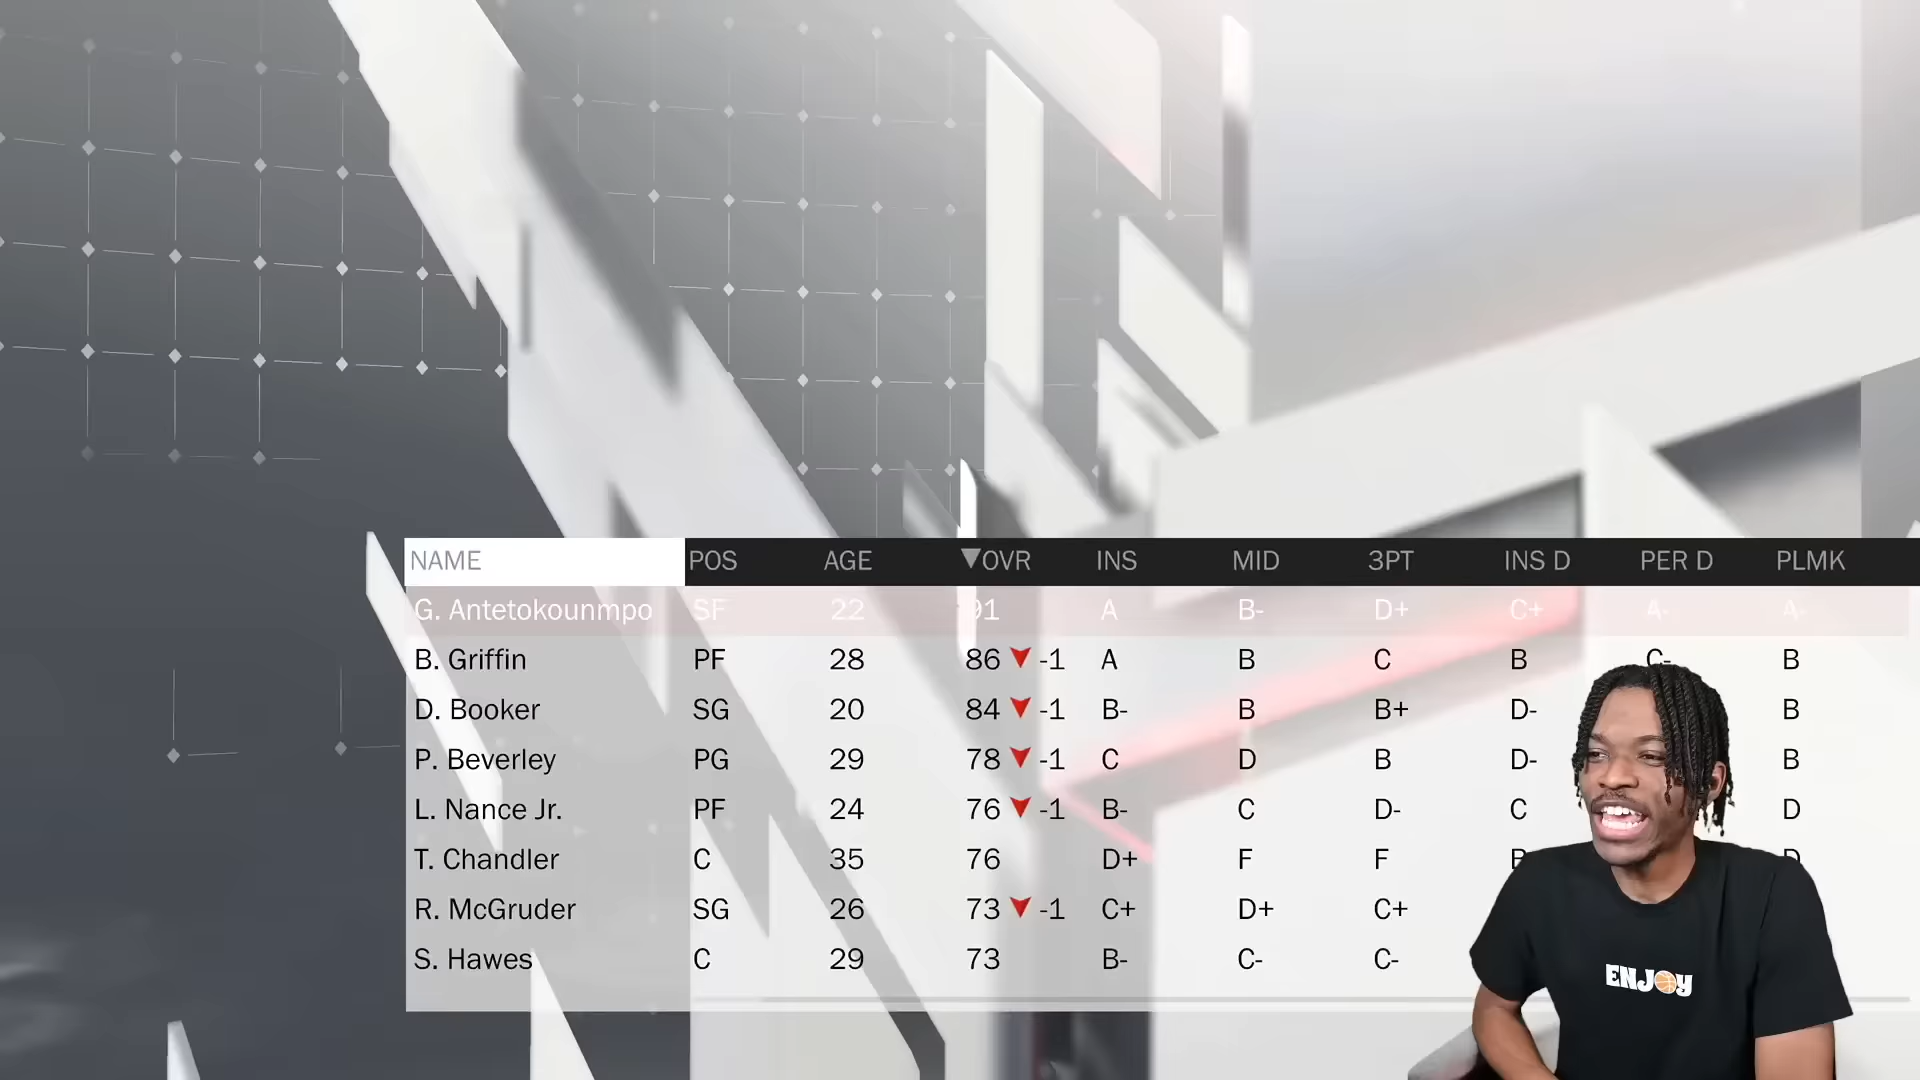 NAME POS AGE ▼OVR INS MID 3PT INS D PER D PLMK
G. Antetokounmpo SF 22 91 A B- D+ C+ A- A-
B. Griffin PF 28 86 -1 A B C B C- B
D. Booker SG 20 84 -1 B- B B+ D- B
P. Beverley PG 29 78 -1 C D B D- B
L. Nance Jr. PF 24 76 -1 B- C D- C D
T. Chandler C 35 76 D+ F F D
R. McGruder SG 26 73 -1 C+ D+ C+
S. Hawes C 29 73 B- C- C-
ENJOY